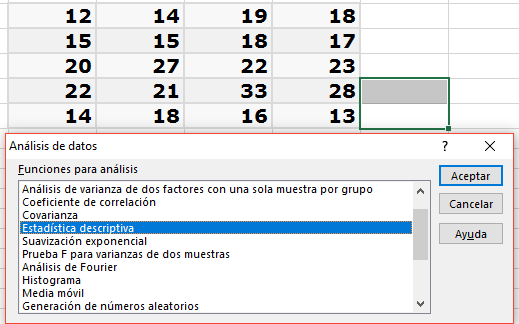 12 14 19 18
15 15 18 17
20 27 22 23
22 21 33 28
14 18 16 13
Análisis de datos ? ×
Funciones para análisis
Análisis de varianza de dos factores con una sola muestra por grupo
Coeficiente de correlación
Covarianza
Estadística descriptiva
Suavización exponencial
Prueba F para varianzas de dos muestras
Análisis de Fourier
Histograma
Media móvil
Generación de números aleatorios
Aceptar
Cancelar
Ayuda